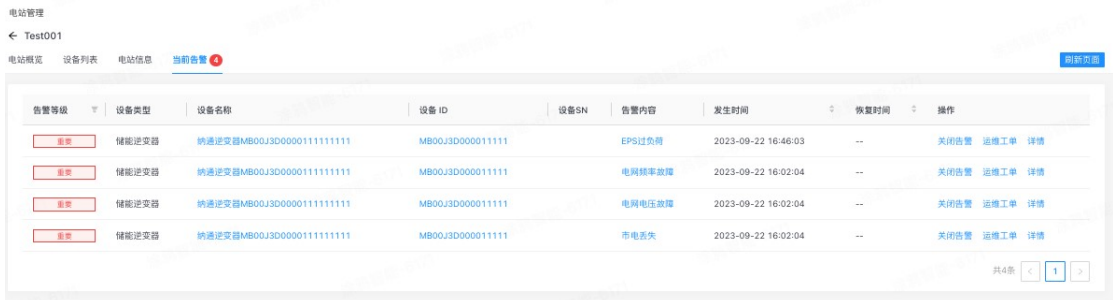 电站管理
← Test001
电站概览 设备列表 电站信息 当前告警 4 刷新页面
告警等级 设备类型 设备名称 设备 ID 设备SN 告警内容 发生时间 恢复时间 操作
重要 储能逆变器 纳通逆变器MB00J3D0000111111111 MB00J3D000011111 EPS过负荷 2023-09-22 16:46:03 -- 关闭告警 运维工单 详情
重要 储能逆变器 纳通逆变器MB00J3D0000111111111 MB00J3D000011111 电网频率故障 2023-09-22 16:02:04 -- 关闭告警 运维工单 详情
重要 储能逆变器 纳通逆变器MB00J3D0000111111111 MB00J3D000011111 电网电压故障 2023-09-22 16:02:04 -- 关闭告警 运维工单 详情
重要 储能逆变器 纳通逆变器MB00J3D0000111111111 MB00J3D000011111 市电丢失 2023-09-22 16:02:04 -- 关闭告警 运维工单 详情
共4条 < 1 >